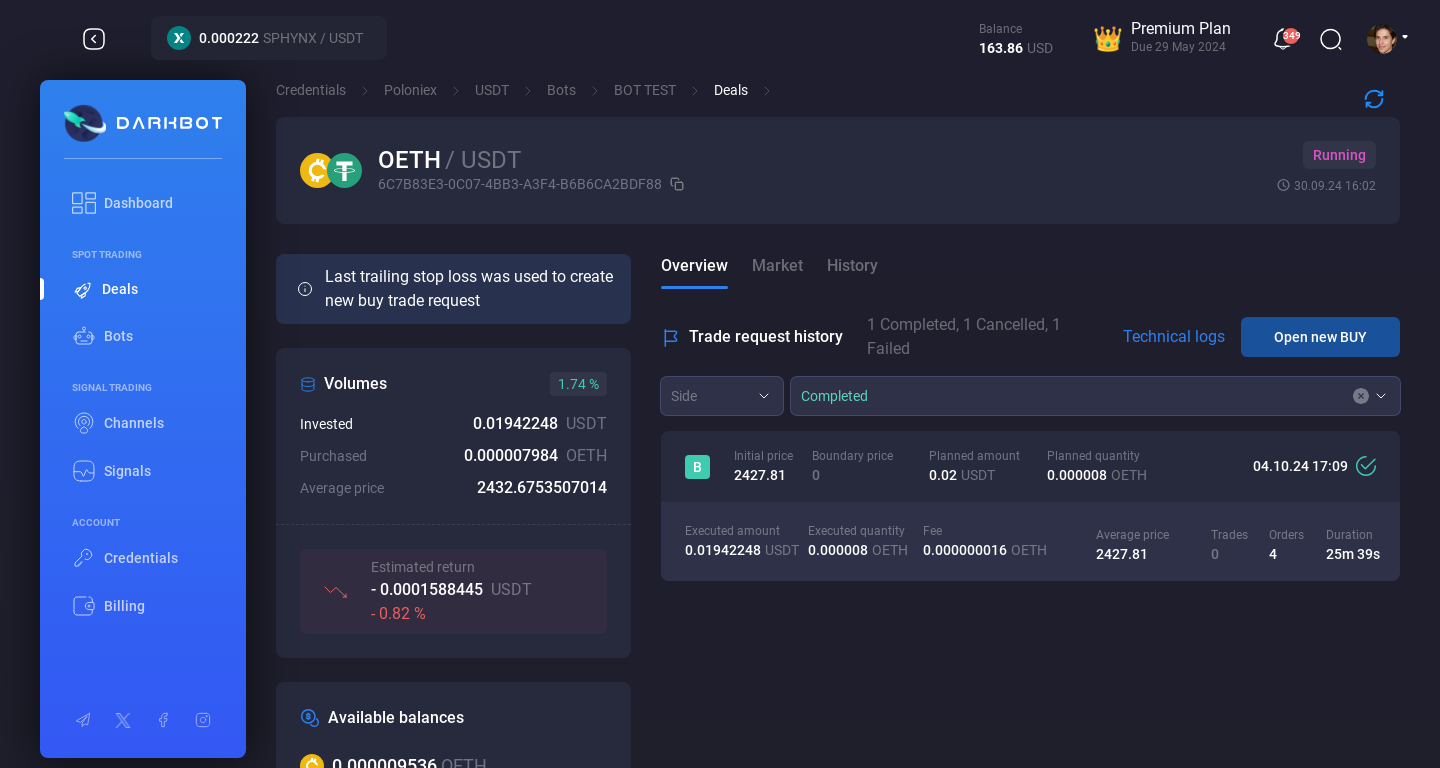 0.000222 SPHYNX / USDT
Balance
163.86 USD
Premium Plan
Due 29 May 2024
349
DARKBOT
Dashboard
SPOT TRADING
Deals
Bots
SIGNAL TRADING
Channels
Signals
ACCOUNT
Credentials
Billing
Credentials
Poloniex
USDT
Bots
BOT TEST
Deals
OETH / USDT
6C7B83E3-0C07-4BB3-A3F4-B6B6CA2BDF88
Running
30.09.24 16:02
Last trailing stop loss was used to create
new buy trade request
Volumes
1.74 %
Invested 0.01942248 USDT
Purchased 0.000007984 OETH
Average price 2432.6753507014
Estimated return
- 0.0001588445 USDT
- 0.82 %
Available balances
0.000009536 OETH
Overview
Market
History
Trade request history
1 Completed, 1 Cancelled, 1
Failed
Technical logs
Open new BUY
Side
Completed
B
Initial price
2427.81
Boundary price
0
Planned amount
0.02 USDT
Planned quantity
0.000008 OETH
04.10.24 17:09
Executed amount
0.01942248 USDT
Executed quantity
0.000008 OETH
Fee
0.000000016 OETH
Average price
2427.81
Trades
0
Orders
4
Duration
25m 39s